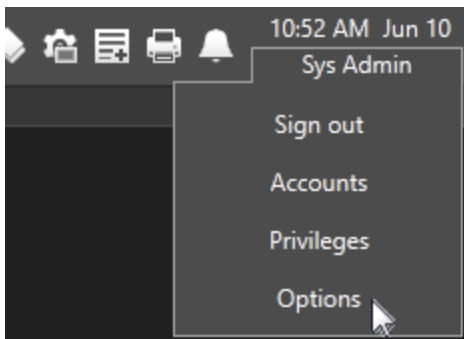 10:52 AM Jun 10
Sys Admin
Sign out
Accounts
Privileges
Options